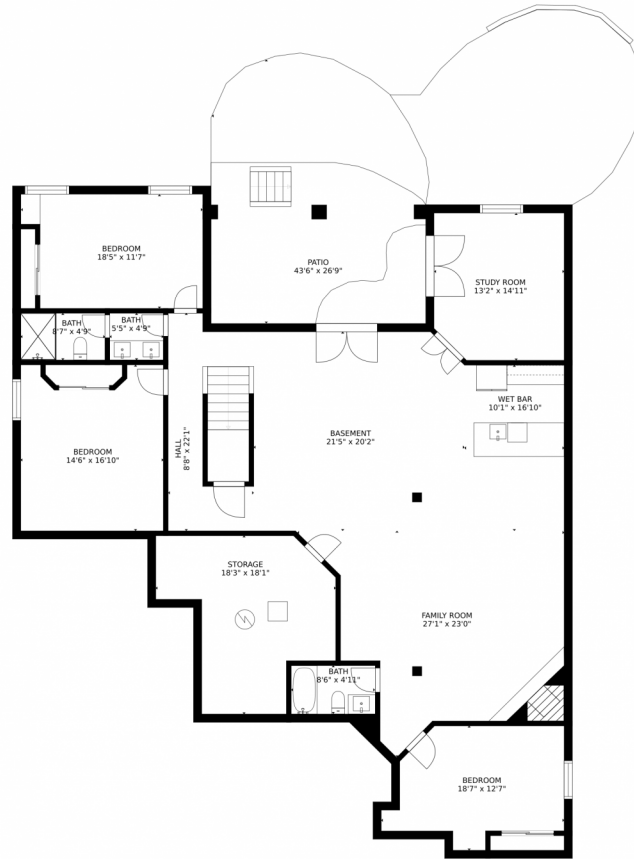 BEDROOM
18'5" x 11'7"
PATIO
43'6" x 26'9"
STUDY ROOM
13'2" x 14'11"
BATH
8'7" x 4'9"
BATH
5'5" x 4'9"
WET BAR
10'1" x 16'10"
BEDROOM
14'6" x 16'10"
HALL
8'8" x 22'1"
BASEMENT
21'5" x 20'2"
STORAGE
18'3" x 18'1"
FAMILY ROOM
27'1" x 23'0"
BATH
8'6" x 4'11"
BEDROOM
18'7" x 12'7"